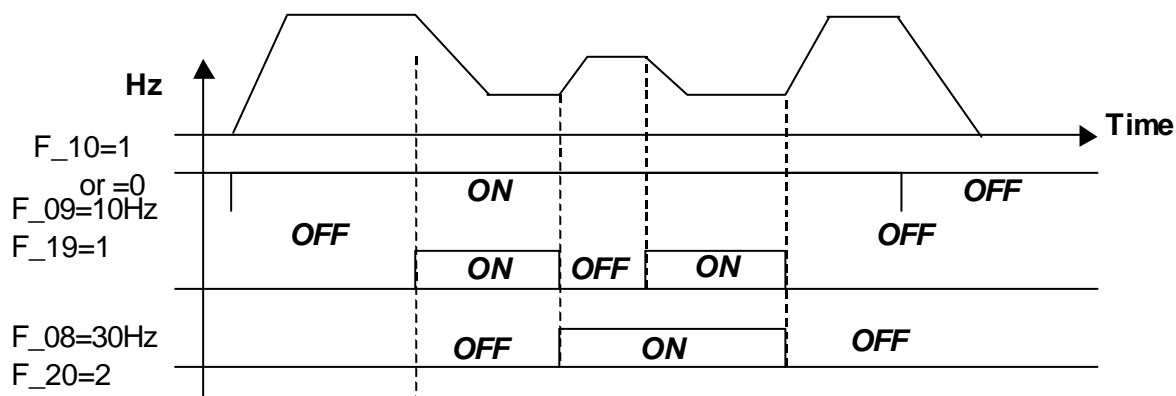 Hz
Time
F_10=1
or =0
ON
OFF
F_09=10Hz
F_19=1
OFF
OFF
ON
OFF
ON
F_08=30Hz
F_20=2
OFF
ON
OFF